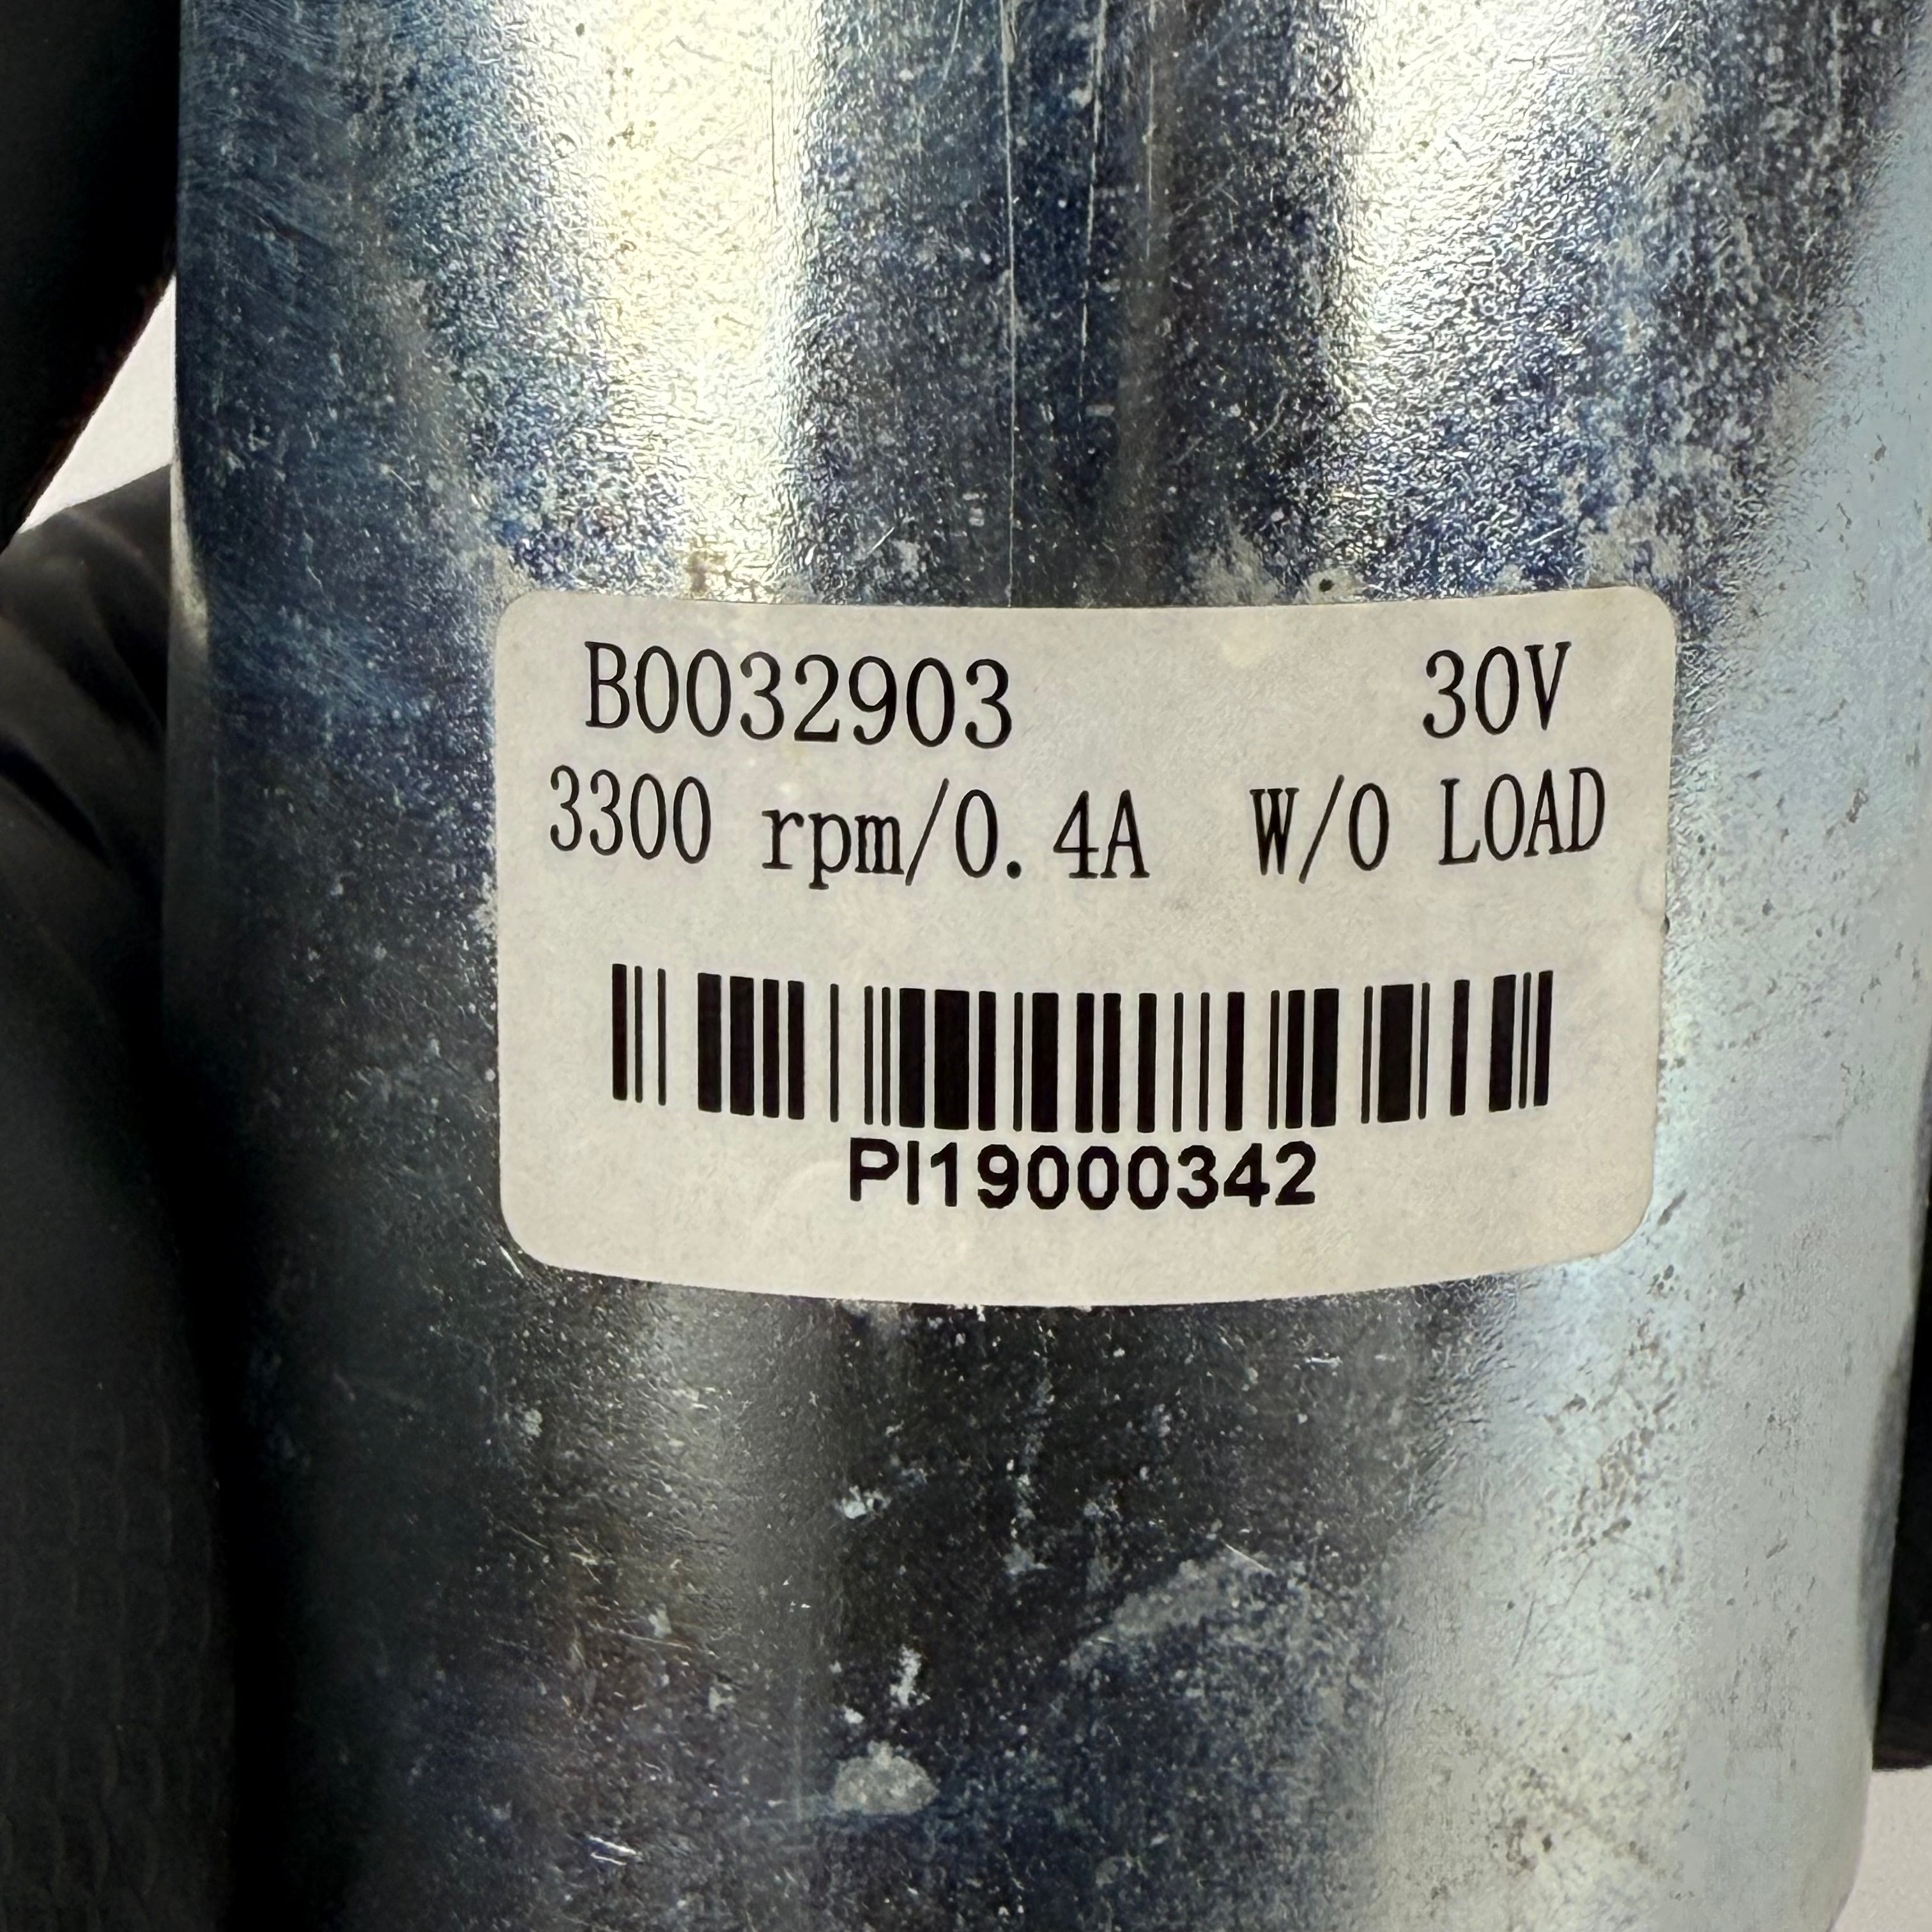 B0032903 30V
3300 rpm/0.4A W/O LOAD
PI19000342